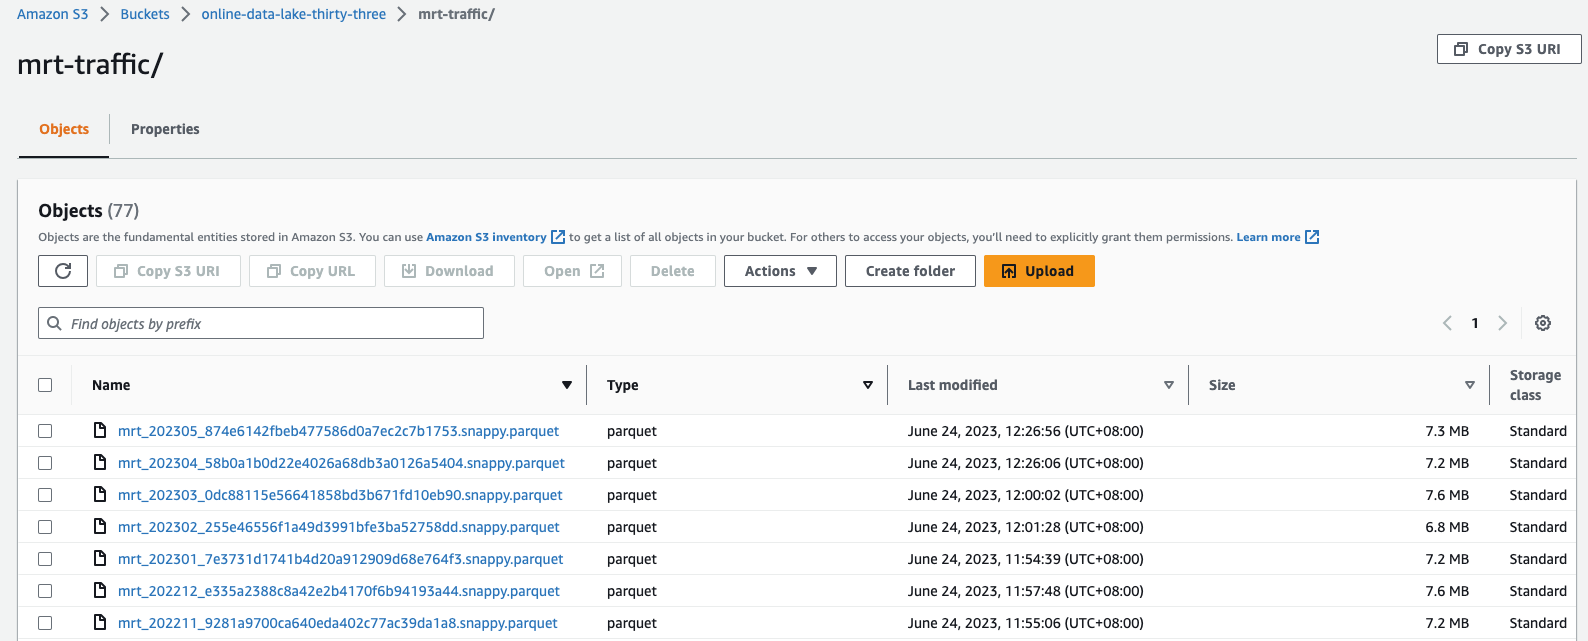 Amazon S3 > Buckets > online-data-lake-thirty-three > mrt-traffic/
mrt-traffic/
Copy S3 URI
Objects Properties
Objects (77)
Objects are the fundamental entities stored in Amazon S3. You can use Amazon S3 inventory to get a list of all objects in your bucket. For others to access your objects, you'll need to explicitly grant them permissions. Learn more
Copy S3 URI Copy URL Download Open Delete Actions Create folder Upload
Find objects by prefix 1
Name Type Last modified Size Storage class
mrt_202305_874e6142fbeb477586d0a7ec2c7b1753.snappy.parquet parquet June 24, 2023, 12:26:56 (UTC+08:00) 7.3 MB Standard
mrt_202304_58b0a1b0d22e4026a68db3a0126a5404.snappy.parquet parquet June 24, 2023, 12:26:06 (UTC+08:00) 7.2 MB Standard
mrt_202303_0dc88115e56641858bd3b671fd10eb90.snappy.parquet parquet June 24, 2023, 12:00:02 (UTC+08:00) 7.6 MB Standard
mrt_202302_255e46556f1a49d3991bfe3ba52758dd.snappy.parquet parquet June 24, 2023, 12:01:28 (UTC+08:00) 6.8 MB Standard
mrt_202301_7e3731d1741b4d20a912909d68e764f3.snappy.parquet parquet June 24, 2023, 11:54:39 (UTC+08:00) 7.2 MB Standard
mrt_202212_e335a2388c8a42e2b4170f6b94193a44.snappy.parquet parquet June 24, 2023, 11:57:48 (UTC+08:00) 7.6 MB Standard
mrt_202211_9281a9700ca640eda402c77ac39da1a8.snappy.parquet parquet June 24, 2023, 11:55:06 (UTC+08:00) 7.2 MB Standard